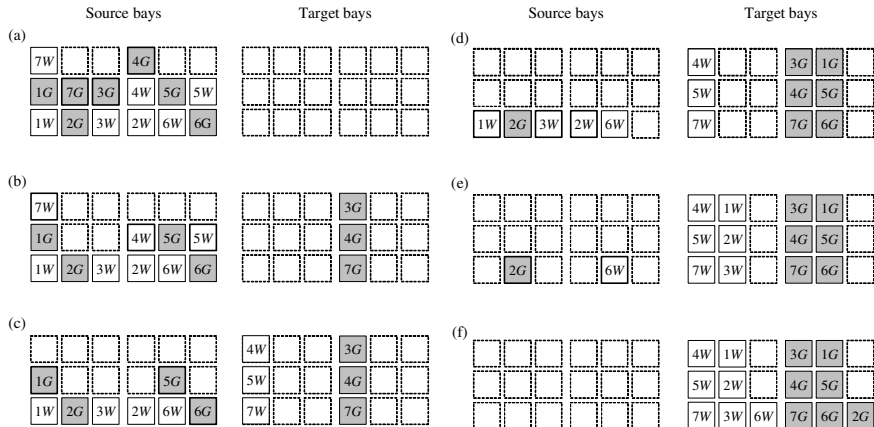 Source bays Target bays Source bays Target bays
(a)
7W 4G
1G 7G 3G 4W 5G 5W
1W 2G 3W 2W 6W 6G
(b)
7W 3G
1G 4W 5G 5W 4G
1W 2G 3W 2W 6W 6G 7G
(c)
4W 3G
1G 5G 5W 4G
1W 2G 3W 2W 6W 6G 7W 7G
(d)
4W 3G 1G
5W 4G 5G
1W 2G 3W 2W 6W 7W 7G 6G
(e)
4W 1W 3G 1G
5W 2W 4G 5G
2G 6W 7W 3W 7G 6G
(f)
4W 1W 3G 1G
5W 2W 4G 5G
7W 3W 6W 7G 6G 2G